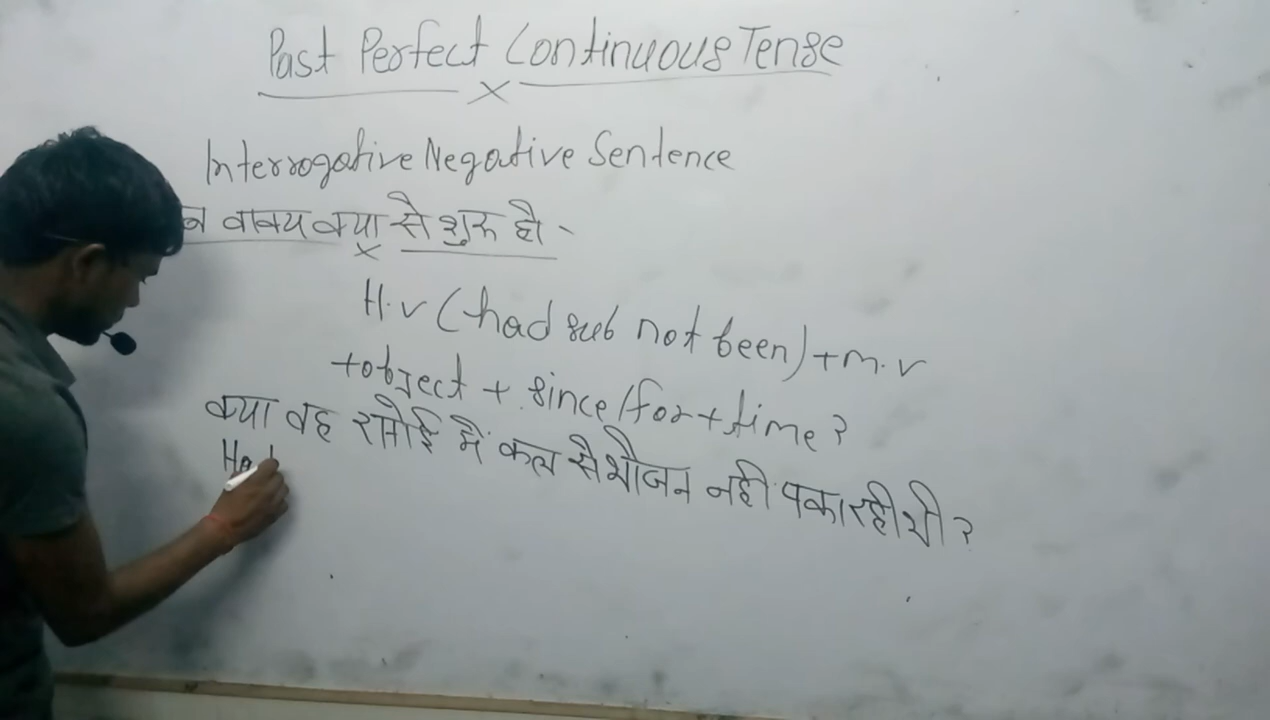 Past Perfect Continuous Tense
Interrogative Negative Sentence
वाक्य क्या से शुरू हो -
H.v (had sub not been) + m.v
+ object + since/for + time?
क्या वह रसोई में कल से भोजन नही पका रही थी?
Had